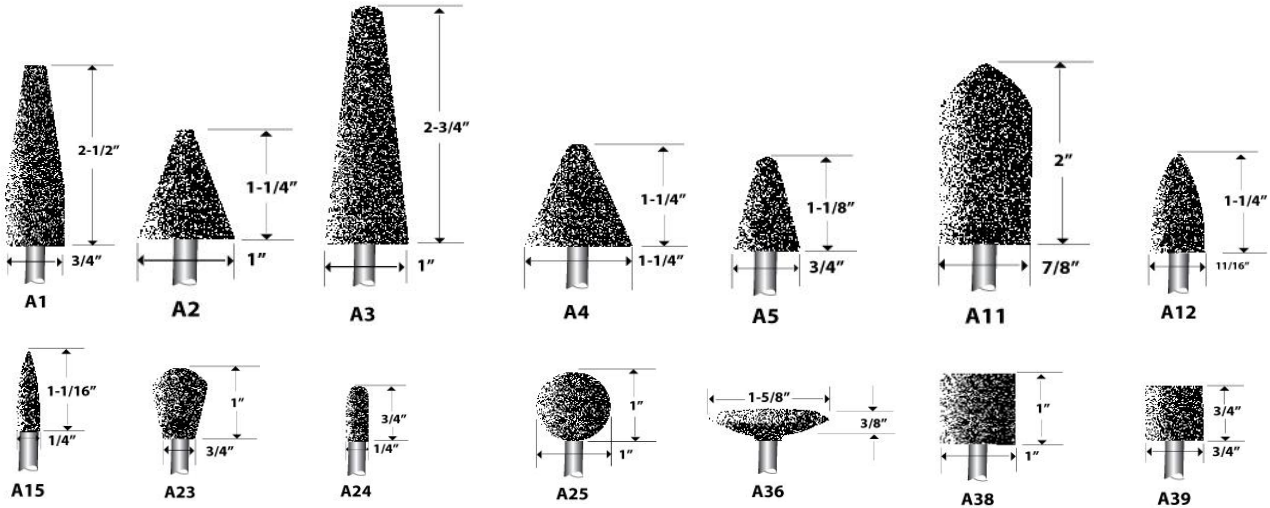 2-1/2”
3/4”
A1
1-1/4”
1”
A2
2-3/4”
1”
A3
1-1/4”
1-1/4”
A4
1-1/8”
3/4”
A5
2”
7/8”
A11
1-1/4”
11/16”
A12
1-1/16”
1/4”
A15
1”
3/4”
A23
3/4”
1/4”
A24
1”
1”
A25
1-5/8”
3/8”
A36
1”
1”
A38
3/4”
3/4”
A39